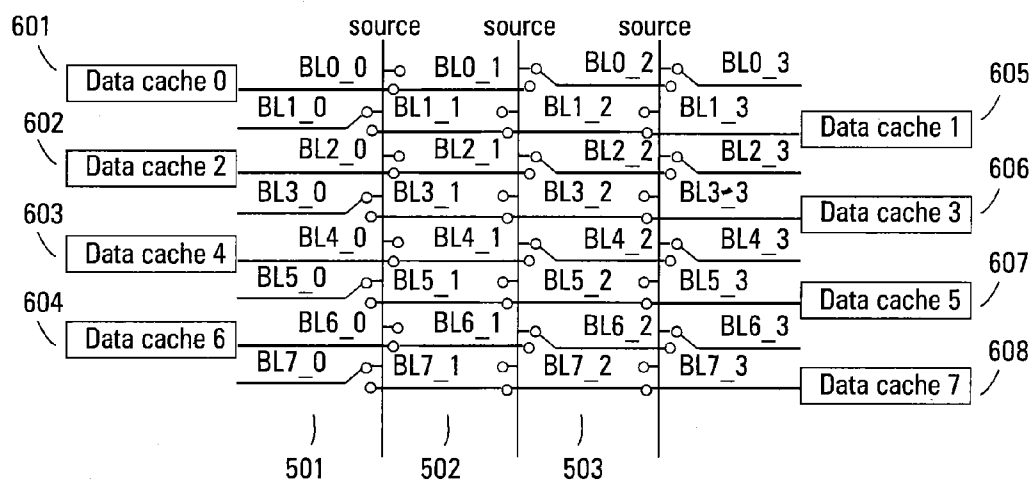 601
source source source
Data cache 0 BL0_0 BL0_1 BL0_2 BL0_3
605
BL1_0 BL1_1 BL1_2 BL1_3
Data cache 1
602
Data cache 2 BL2_0 BL2_1 BL2_2 BL2_3
606
BL3_0 BL3_1 BL3_2 BL3_3
Data cache 3
603
Data cache 4 BL4_0 BL4_1 BL4_2 BL4_3
607
BL5_0 BL5_1 BL5_2 BL5_3
Data cache 5
604
Data cache 6 BL6_0 BL6_1 BL6_2 BL6_3
608
BL7_0 BL7_1 BL7_2 BL7_3
Data cache 7
501 502 503